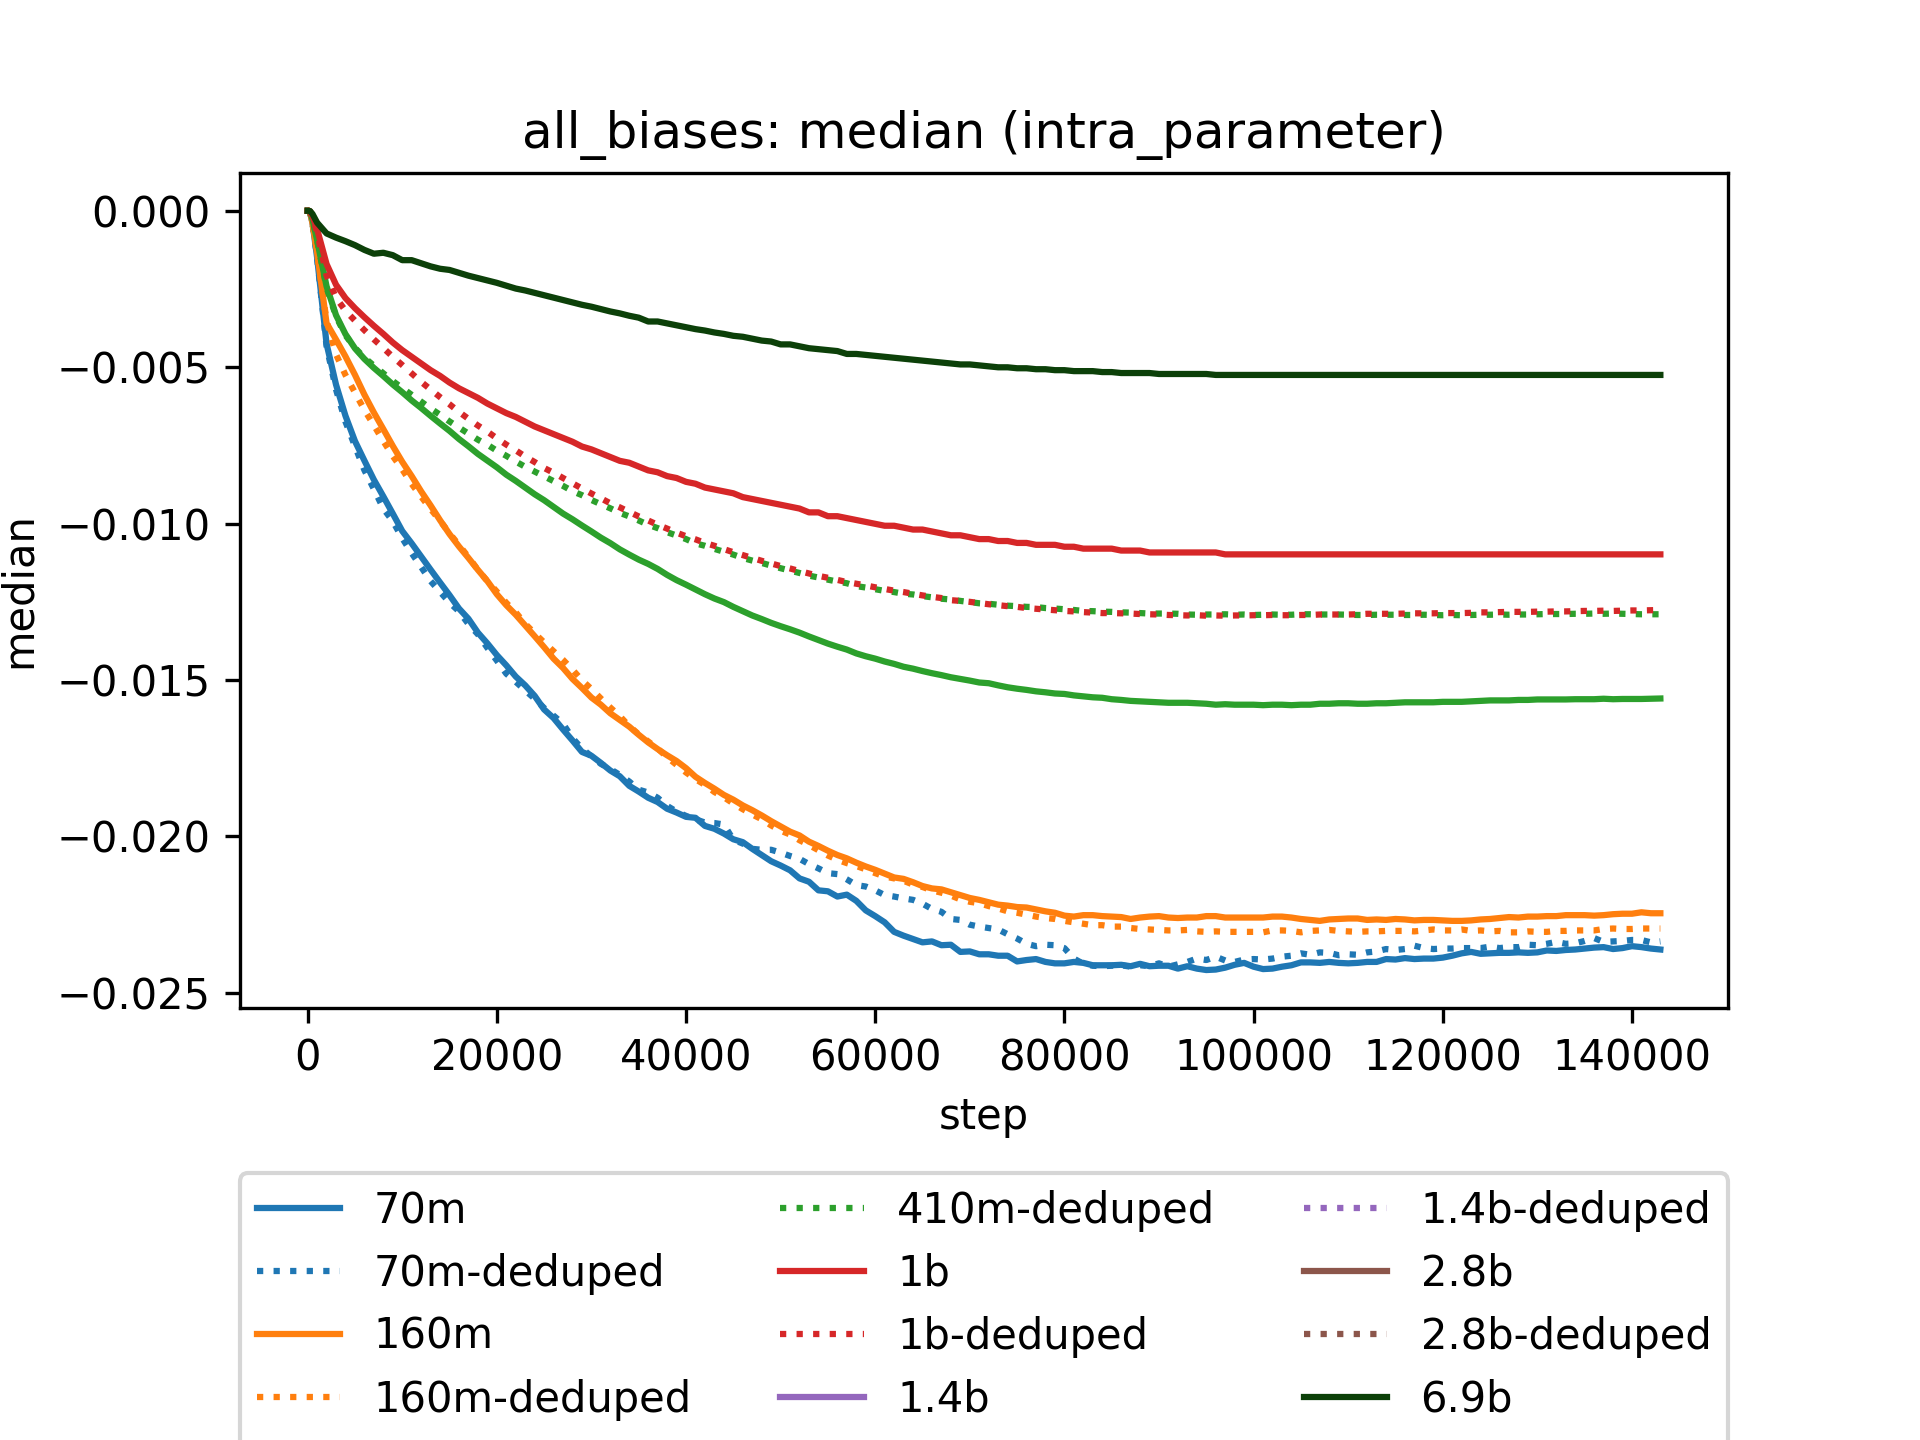 all_biases: median (intra_parameter)
median
0.000
−0.005
−0.010
−0.015
−0.020
−0.025
0 20000 40000 60000 80000 100000 120000 140000
step
70m 410m-deduped 1.4b-deduped
70m-deduped 1b 2.8b
160m 1b-deduped 2.8b-deduped
160m-deduped 1.4b 6.9b